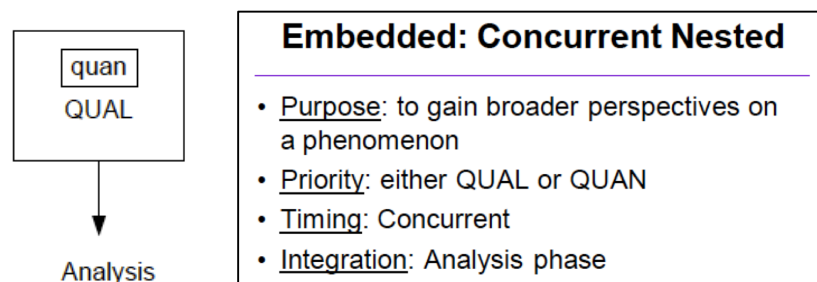 quan
QUAL
Analysis
Embedded: Concurrent Nested
• Purpose: to gain broader perspectives on
a phenomenon
• Priority: either QUAL or QUAN
• Timing: Concurrent
• Integration: Analysis phase